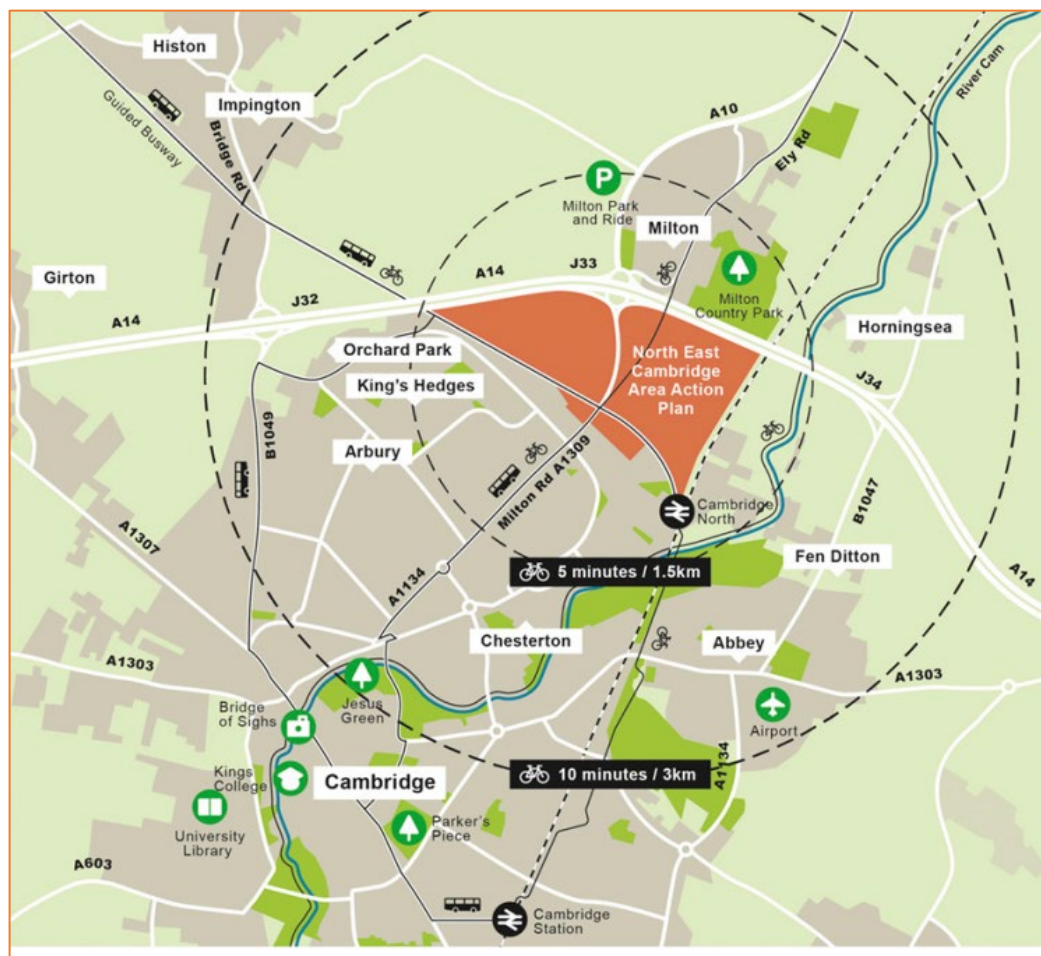 Histon
River Cam
Impington
Guided Busway
Bridge Rd
A10
Ely Rd
P
Milton Park
and Ride
Milton
Girton
A14
J33
J32
A14
Milton
Country Park
Horningsea
Orchard Park
North East
Cambridge
Area Action
Plan
King's Hedges
J34
B1049
Arbury
Milton Rd A1309
Cambridge
North
B1047
A1307
Fen Ditton
5 minutes / 1.5km
A14
A1134
Chesterton
Abbey
A1303
A1303
Jesus
Green
Bridge
of Sighs
Airport
A1134
Kings
College
Cambridge
10 minutes / 3km
University
Library
Parker's
Piece
A603
Cambridge
Station